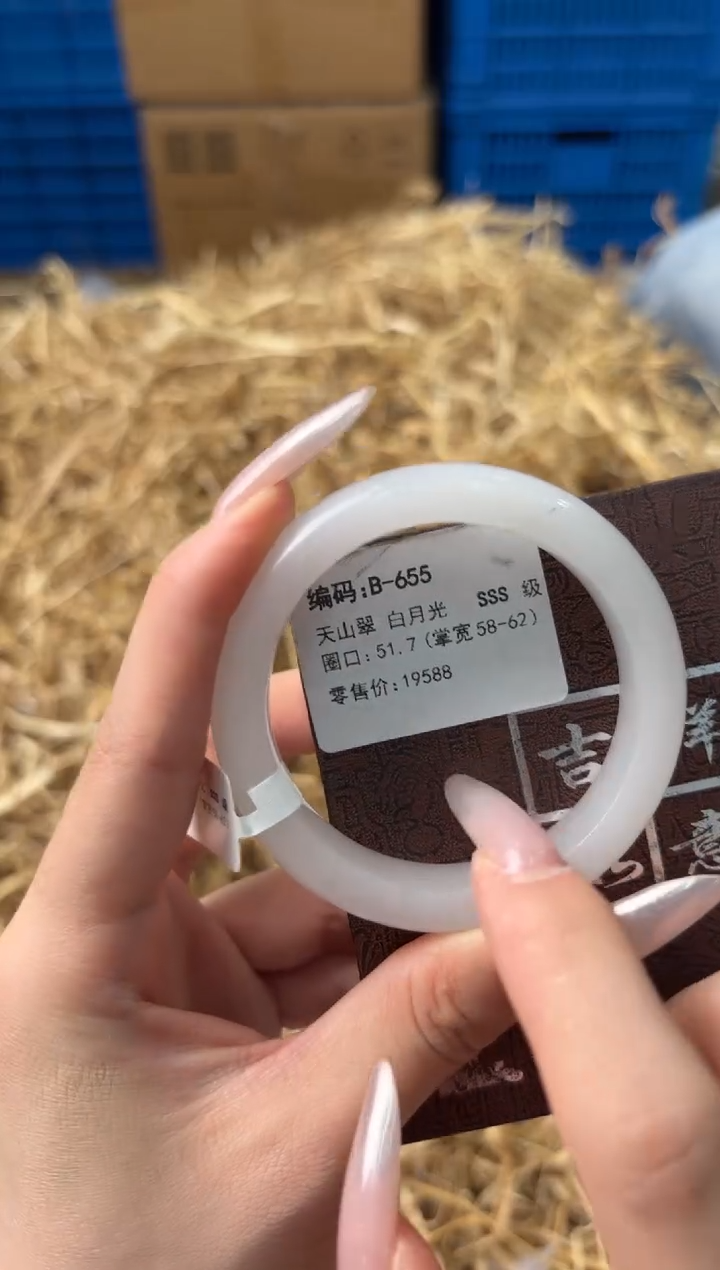 编码:B-655
天山翠 白月光 SSS 级
圈口:51.7(掌宽58-62)
零售价:19588
吉